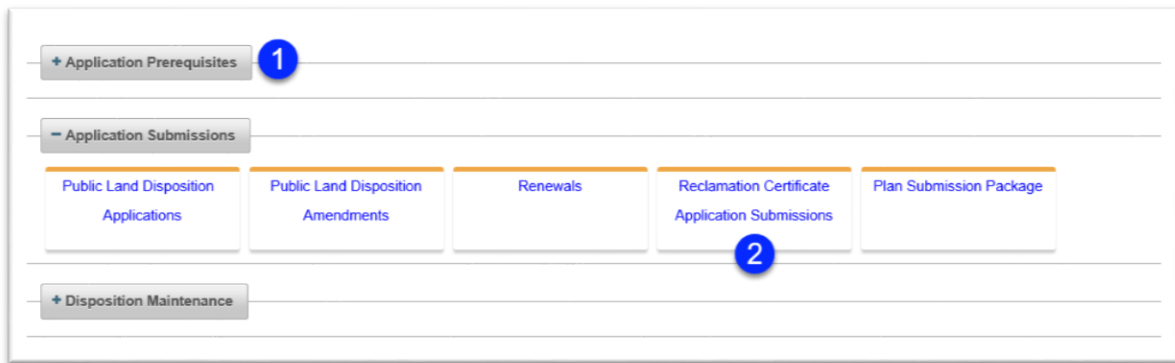 + Application Prerequisites 1
− Application Submissions
Public Land Disposition
Applications
Public Land Disposition
Amendments
Renewals
Reclamation Certificate
Application Submissions
2
Plan Submission Package
+ Disposition Maintenance